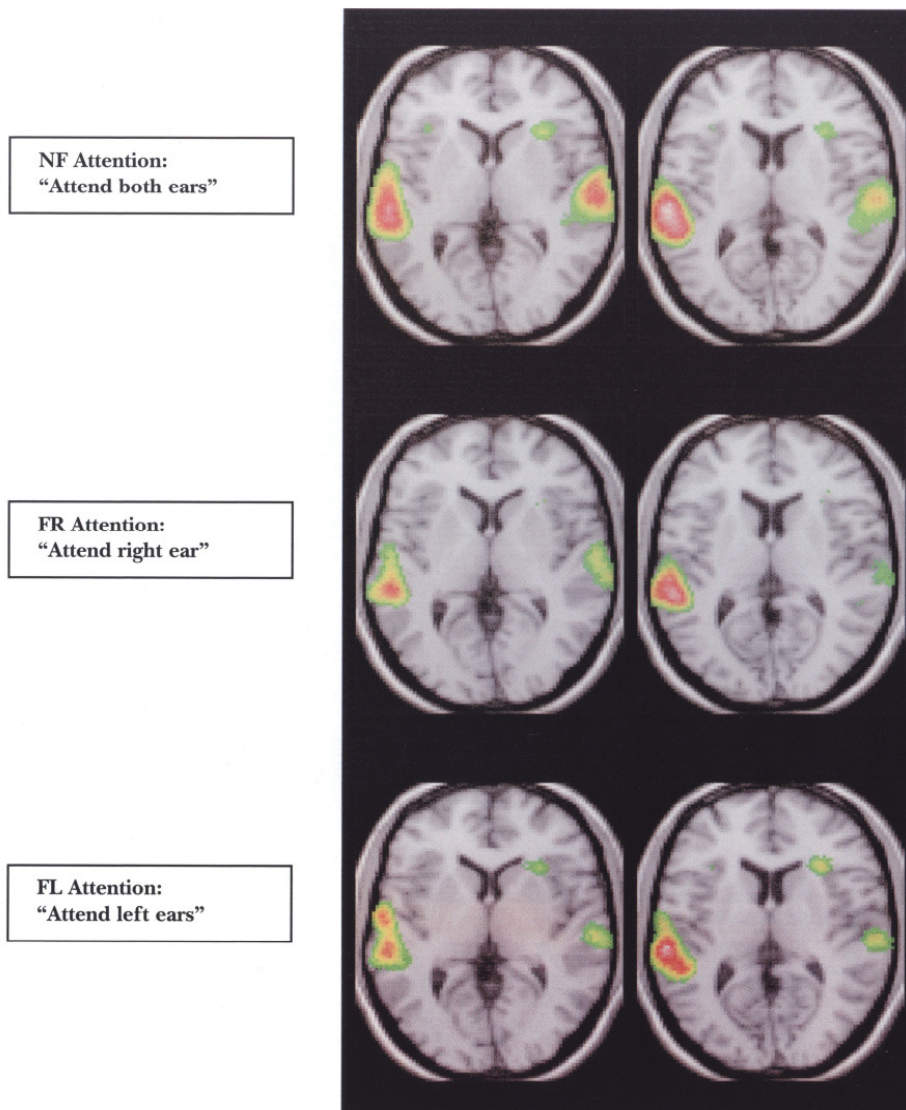 NF Attention:
“Attend both ears”
FR Attention:
“Attend right ear”
FL Attention:
“Attend left ears”